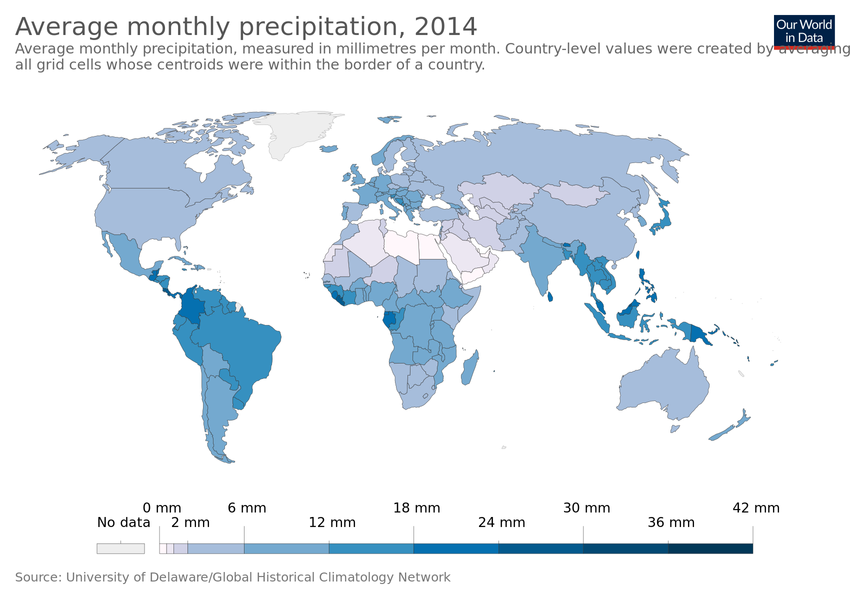 Average monthly precipitation, 2014
Our World
in Data
Average monthly precipitation, measured in millimetres per month. Country-level values were created by averaging
all grid cells whose centroids were within the border of a country.
0 mm 6 mm 18 mm 30 mm 42 mm
No data 2 mm 12 mm 24 mm 36 mm
Source: University of Delaware/Global Historical Climatology Network